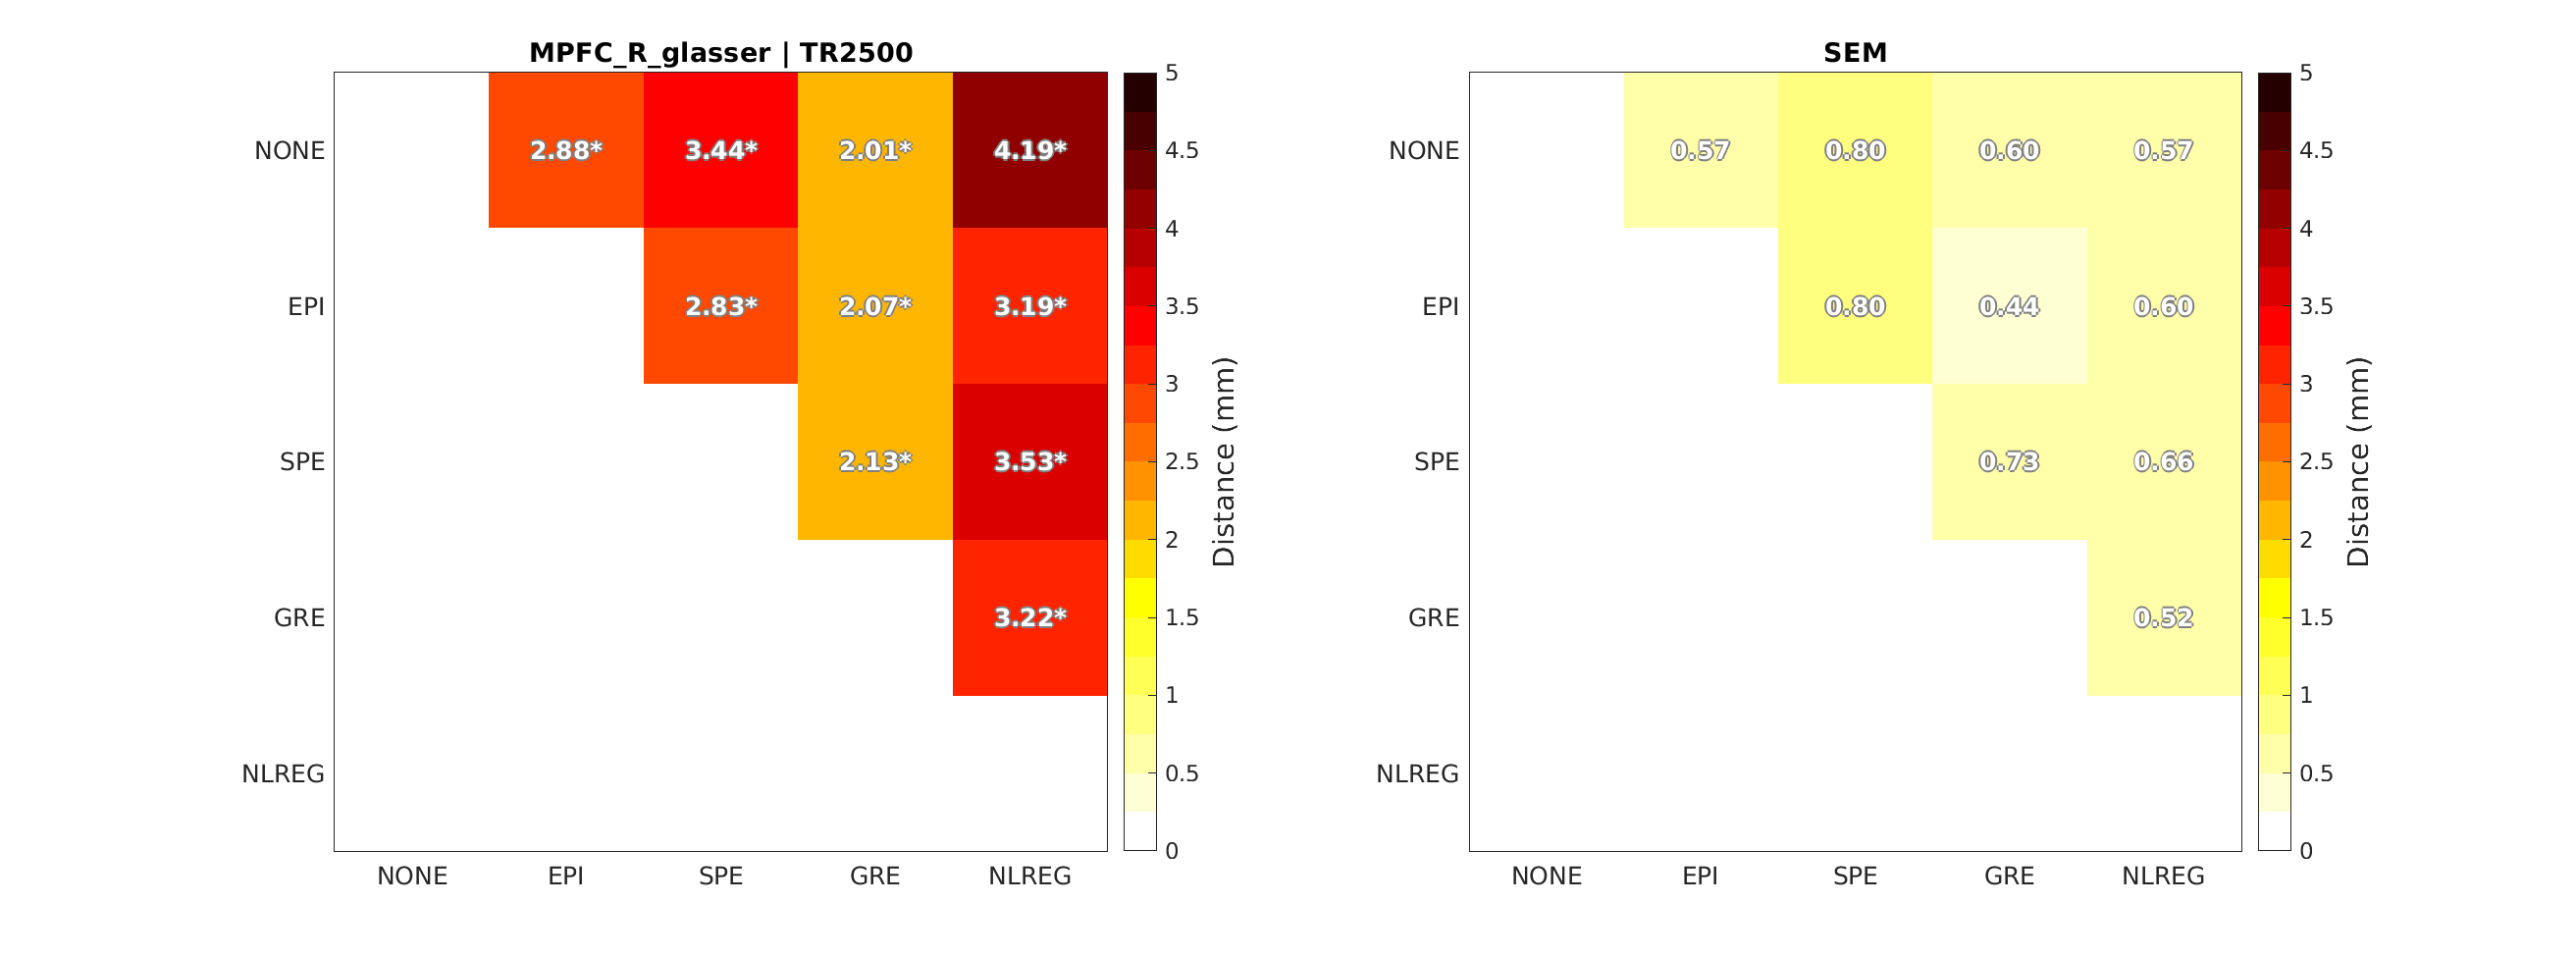 MPFC_R_glasser | TR2500
NONE 2.88* 3.44* 2.01* 4.19*
EPI 2.83* 2.07* 3.19*
SPE 2.13* 3.53*
GRE 3.22*
NLREG
NONE EPI SPE GRE NLREG
5
4.5
4
3.5
3
2.5
2
1.5
1
0.5
0
Distance (mm)
SEM
NONE 0.57 0.80 0.60 0.57
EPI 0.80 0.44 0.60
SPE 0.73 0.66
GRE 0.52
NLREG
NONE EPI SPE GRE NLREG
5
4.5
4
3.5
3
2.5
2
1.5
1
0.5
0
Distance (mm)